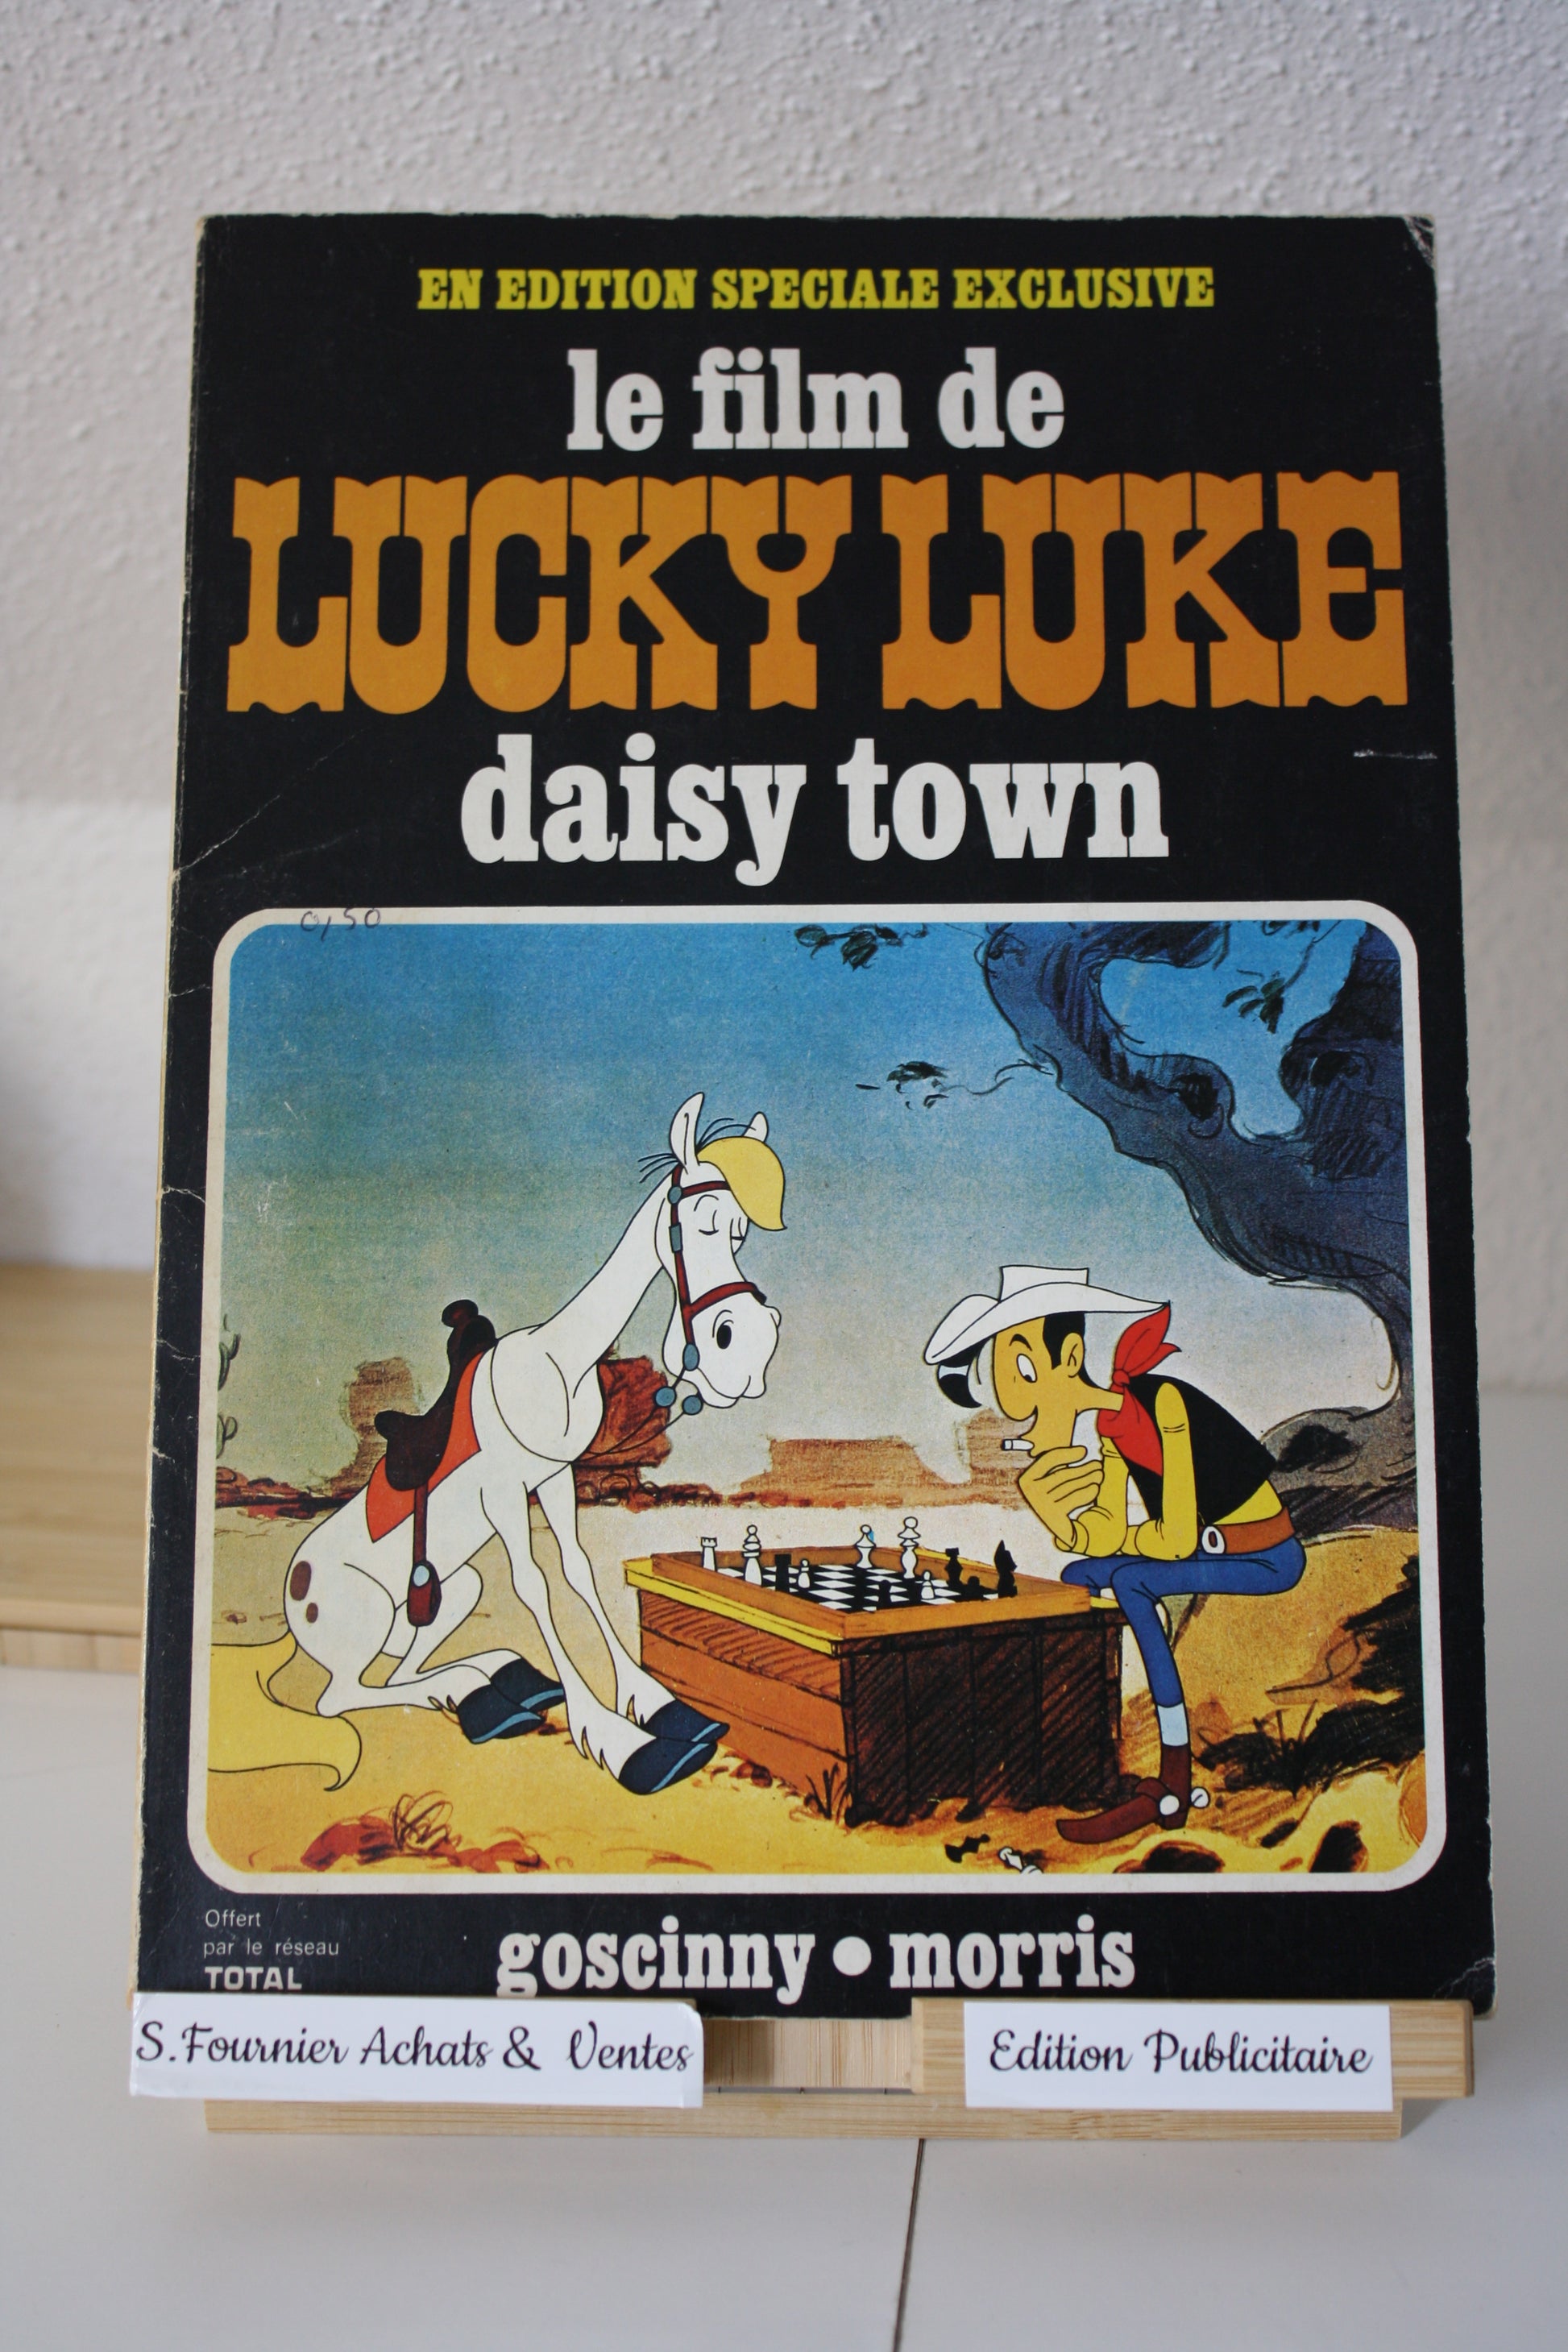 EN EDITION SPECIALE EXCLUSIVE
le film de
LUCKY LUKE
daisy town
0,50
Offert
par le réseau
TOTAL
goscinny • morris
S.Fournier Achats & Ventes
Edition Publicitaire